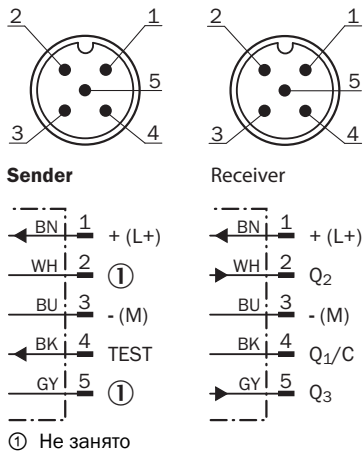 2 1
5
3 4
2 1
5
3 4
Sender
BN 1 + (L+)
WH 2 ①
BU 3 - (M)
BK 4 TEST
GY 5 ①
Receiver
BN 1 + (L+)
WH 2 Q2
BU 3 - (M)
BK 4 Q1/C
GY 5 Q3
① Не занято